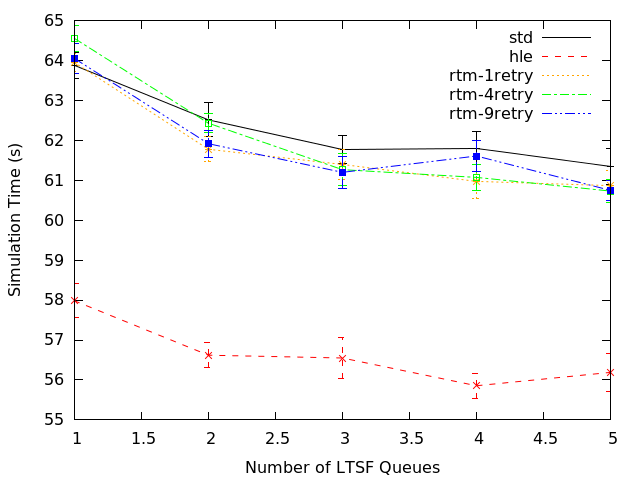 65
64
63
62
61
60
59
58
57
56
55
Simulation Time (s)
std
hle
rtm-1retry
rtm-4retry
rtm-9retry
1 1.5 2 2.5 3 3.5 4 4.5 5
Number of LTSF Queues